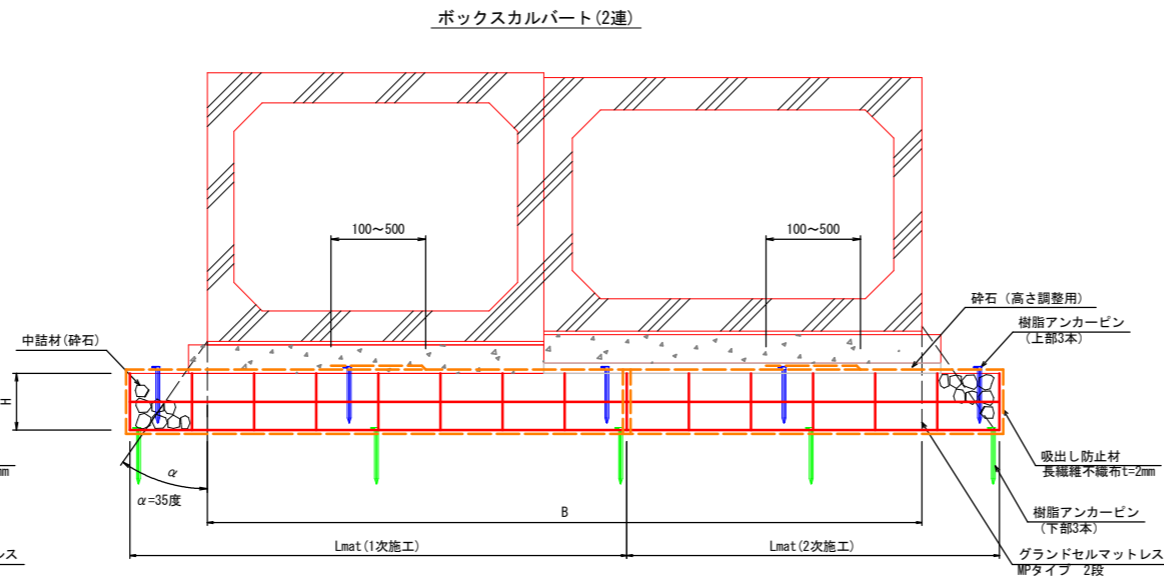 ボックスカルバート(2連)
100~500
100~500
砕石 (高さ調整用)
樹脂アンカーピン
(上部3本)
中詰材(砕石)
H
吸出し防止材
長繊維不織布t=2mm
mm
α
α=35度
樹脂アンカーピン
(下部3本)
B
Lmat(1次施工)
Lmat(2次施工)
レス
グランドセルマットレス
MPタイプ 2段